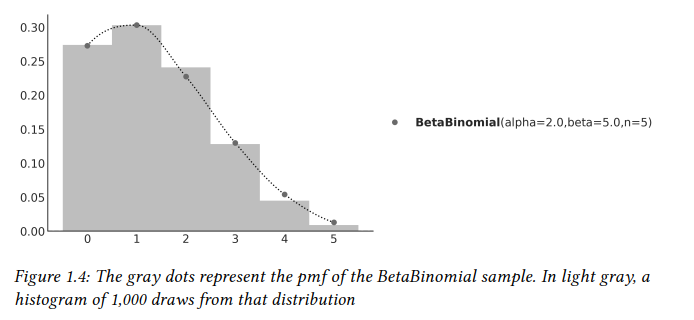 0.30
0.25
0.20
0.15
0.10
0.05
0.00
0 1 2 3 4 5
BetaBinomial(alpha=2.0,beta=5.0,n=5)
Figure 1.4: The gray dots represent the pmf of the BetaBinomial sample. In light gray, a
histogram of 1,000 draws from that distribution